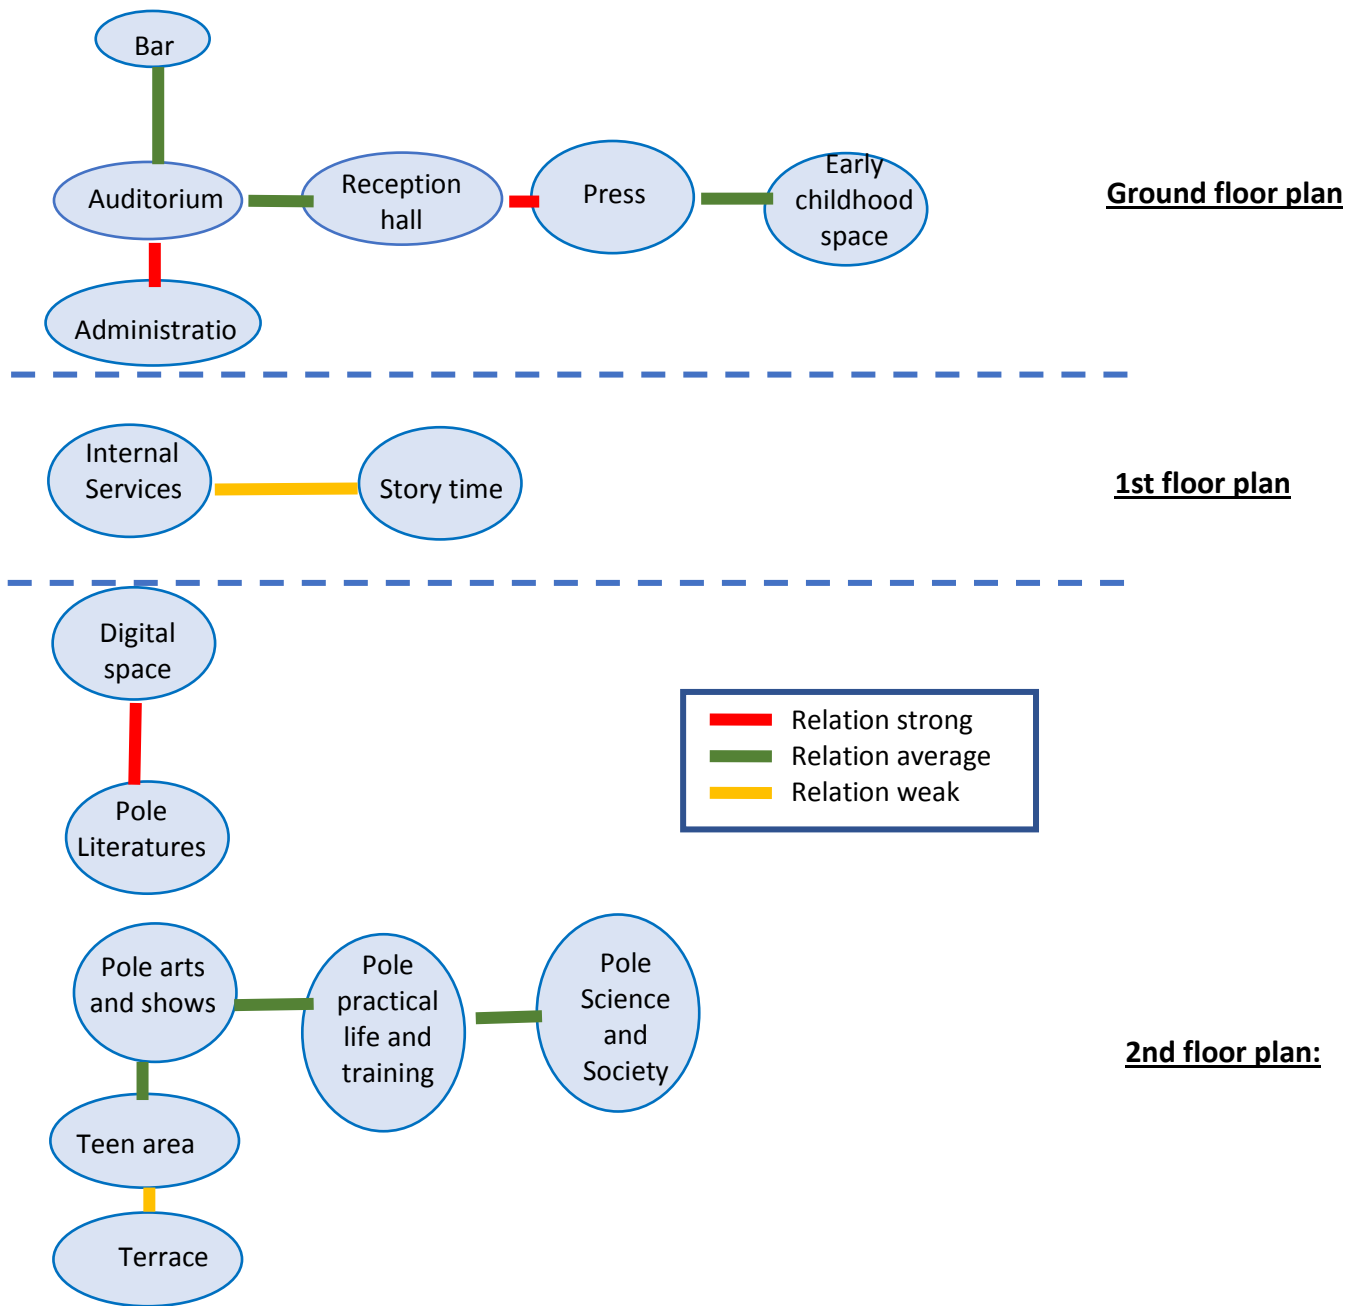 Bar
Auditorium
Reception
hall
Press
Early
childhood
space
Ground floor plan
Administratio
Internal
Services
Story time
1st floor plan
Digital
space
Relation strong
Relation average
Relation weak
Pole
Literatures
Pole arts
and shows
Pole
practical
life and
training
Pole
Science
and
Society
2nd floor plan:
Teen area
Terrace